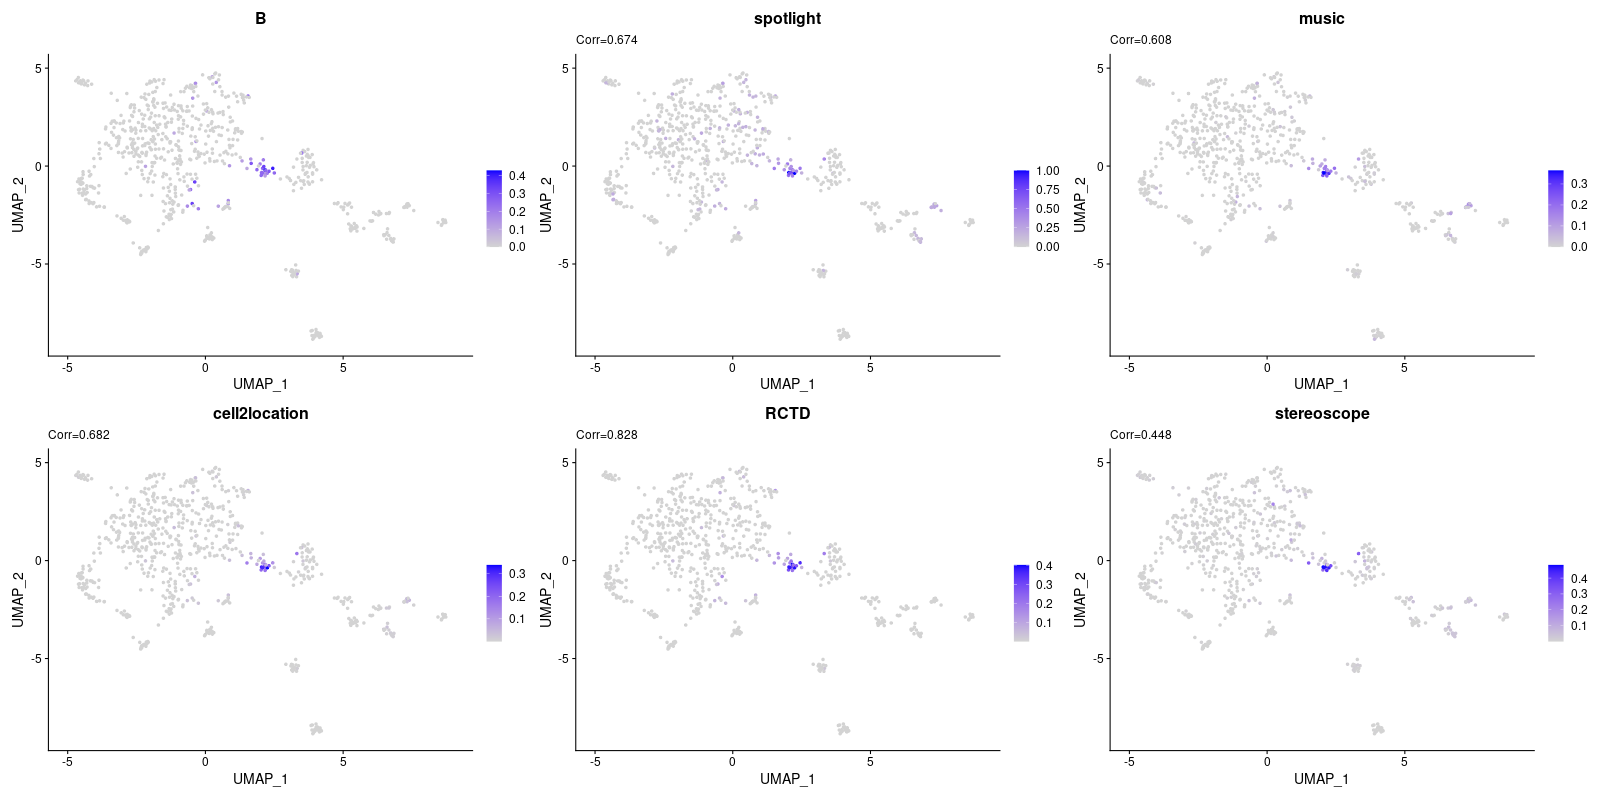 B
5
0
-5
UMAP_2
-5 0 5
UMAP_1
0.4
0.3
0.2
0.1
0.0
spotlight
Corr=0.674
5
0
-5
UMAP_2
-5 0 5
UMAP_1
1.00
0.75
0.50
0.25
0.00
music
Corr=0.608
5
0
-5
UMAP_2
-5 0 5
UMAP_1
0.3
0.2
0.1
0.0
cell2location
Corr=0.682
5
0
-5
UMAP_2
-5 0 5
UMAP_1
0.3
0.2
0.1
RCTD
Corr=0.828
5
0
-5
UMAP_2
-5 0 5
UMAP_1
0.4
0.3
0.2
0.1
stereoscope
Corr=0.448
5
0
-5
UMAP_2
-5 0 5
UMAP_1
0.4
0.3
0.2
0.1